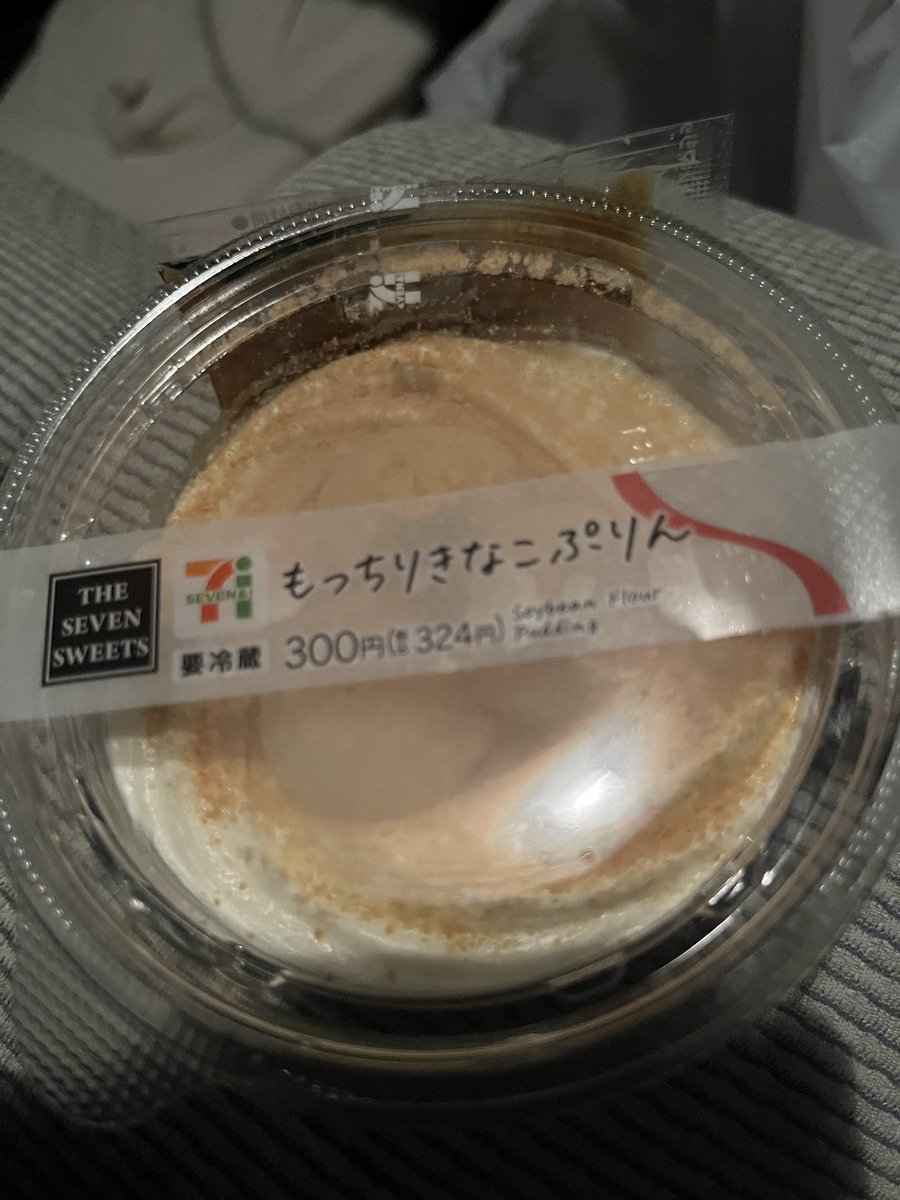 THE
SEVEN
SWEETS
SEVEN&i
もっちりきなこぷりん
要冷蔵
300円(税込324円)
Soybean Flour
Pudding